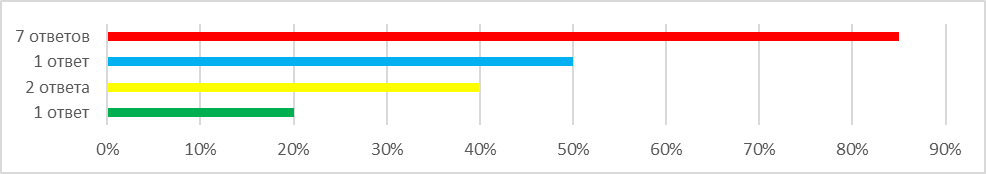 7 ответов
1 ответ
2 ответа
1 ответ
0% 10% 20% 30% 40% 50% 60% 70% 80% 90%